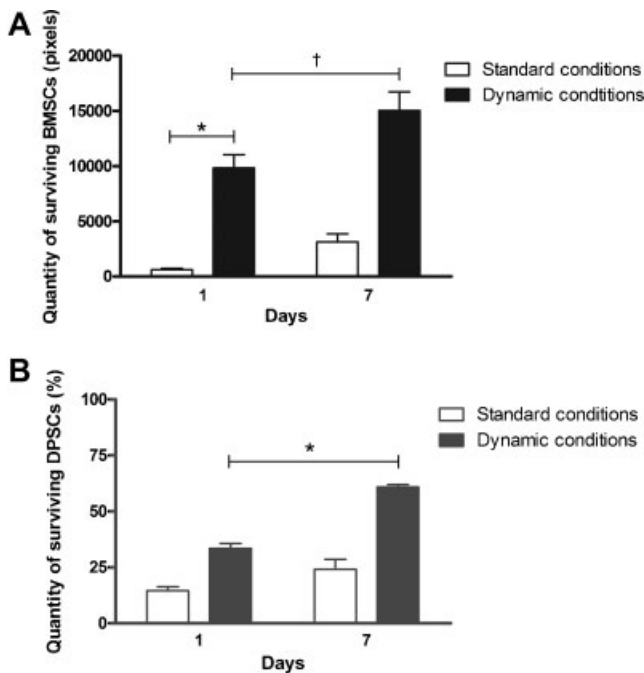 A
Quantity of surviving BMSCs (pixels)
20000
15000
10000
5000
0
*
†
Standard conditions
Dynamic condtitions
1
7
Days
B
Quantity of surviving DPSCs (%)
100
75
50
25
0
*
Standard conditions
Dynamic conditions
1
7
Days